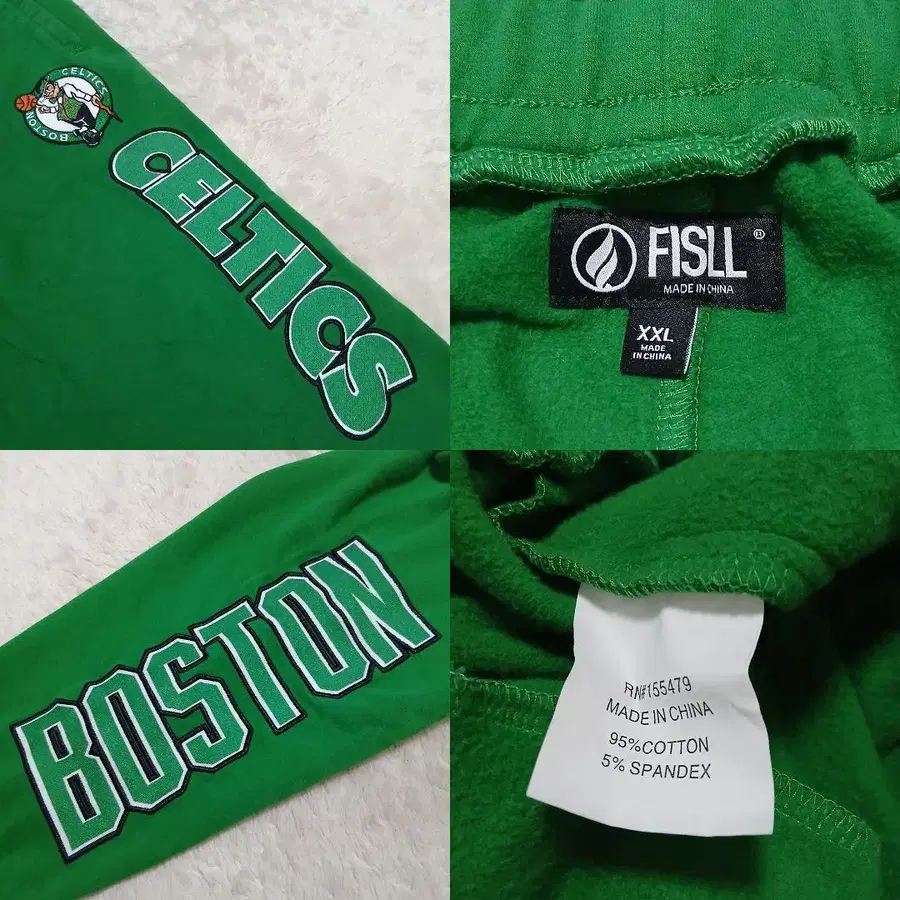 CELTICS
BOSTON
CELTICS
FISLL ®
MADE IN CHINA
XXL
MADE
IN CHINA
BOSTON
RN#155479
MADE IN CHINA
95%COTTON
5% SPANDEX